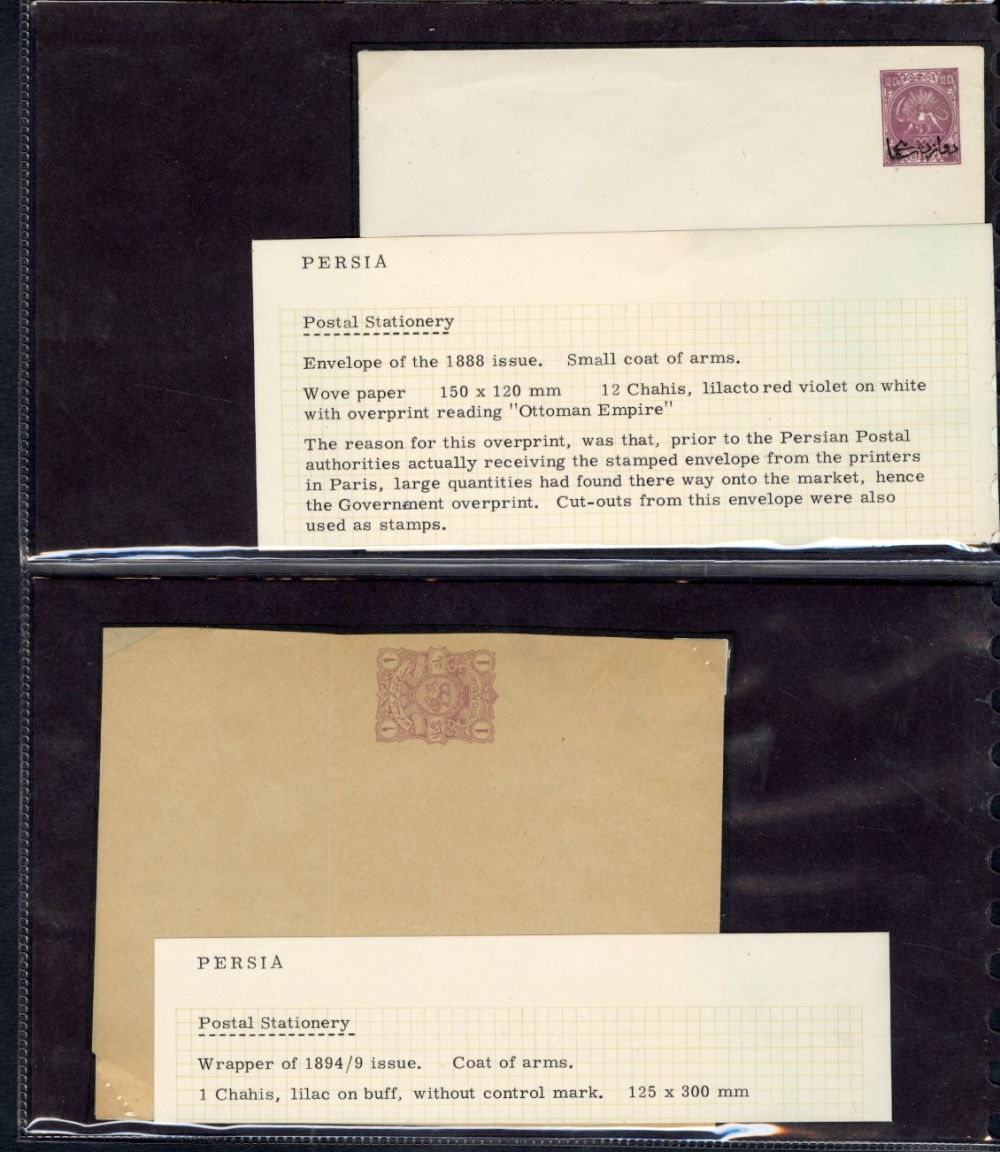 PERSIA
Postal Stationery
Envelope of the 1888 issue. Small coat of arms.
Wove paper 150 x 120 mm 12 Chahis, lilacto red violet on white
with overprint reading "Ottoman Empire"
The reason for this overprint, was that, prior to the Persian Postal
authorities actually receiving the stamped envelope from the printers
in Paris, large quantities had found there way onto the market, hence
the Government overprint. Cut-outs from this envelope were also
used as stamps.
1 1
1 1
PERSIA
Postal Stationery
Wrapper of 1894/9 issue. Coat of arms.
1 Chahis, lilac on buff, without control mark. 125 x 300 mm